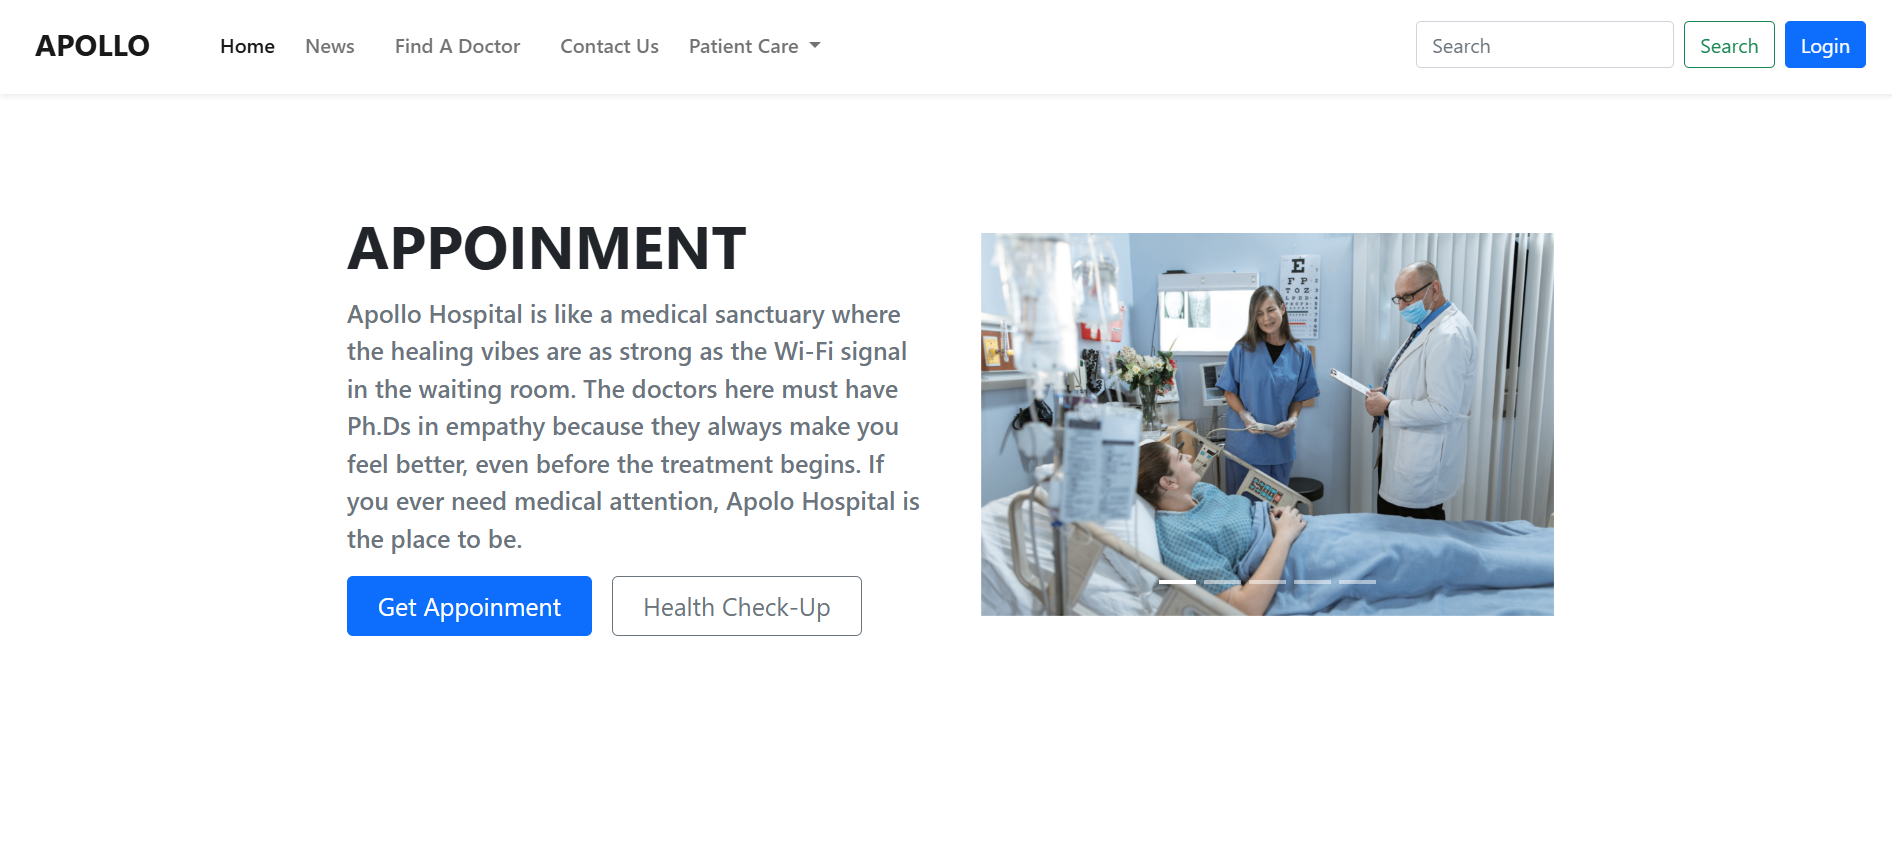 APOLLO
Home
News
Find A Doctor
Contact Us
Patient Care
Search
Search
Login
APPOINMENT
Apollo Hospital is like a medical sanctuary where
the healing vibes are as strong as the Wi-Fi signal
in the waiting room. The doctors here must have
Ph.Ds in empathy because they always make you
feel better, even before the treatment begins. If
you ever need medical attention, Apolo Hospital is
the place to be.
Get Appoinment
Health Check-Up
E
F P
T O Z